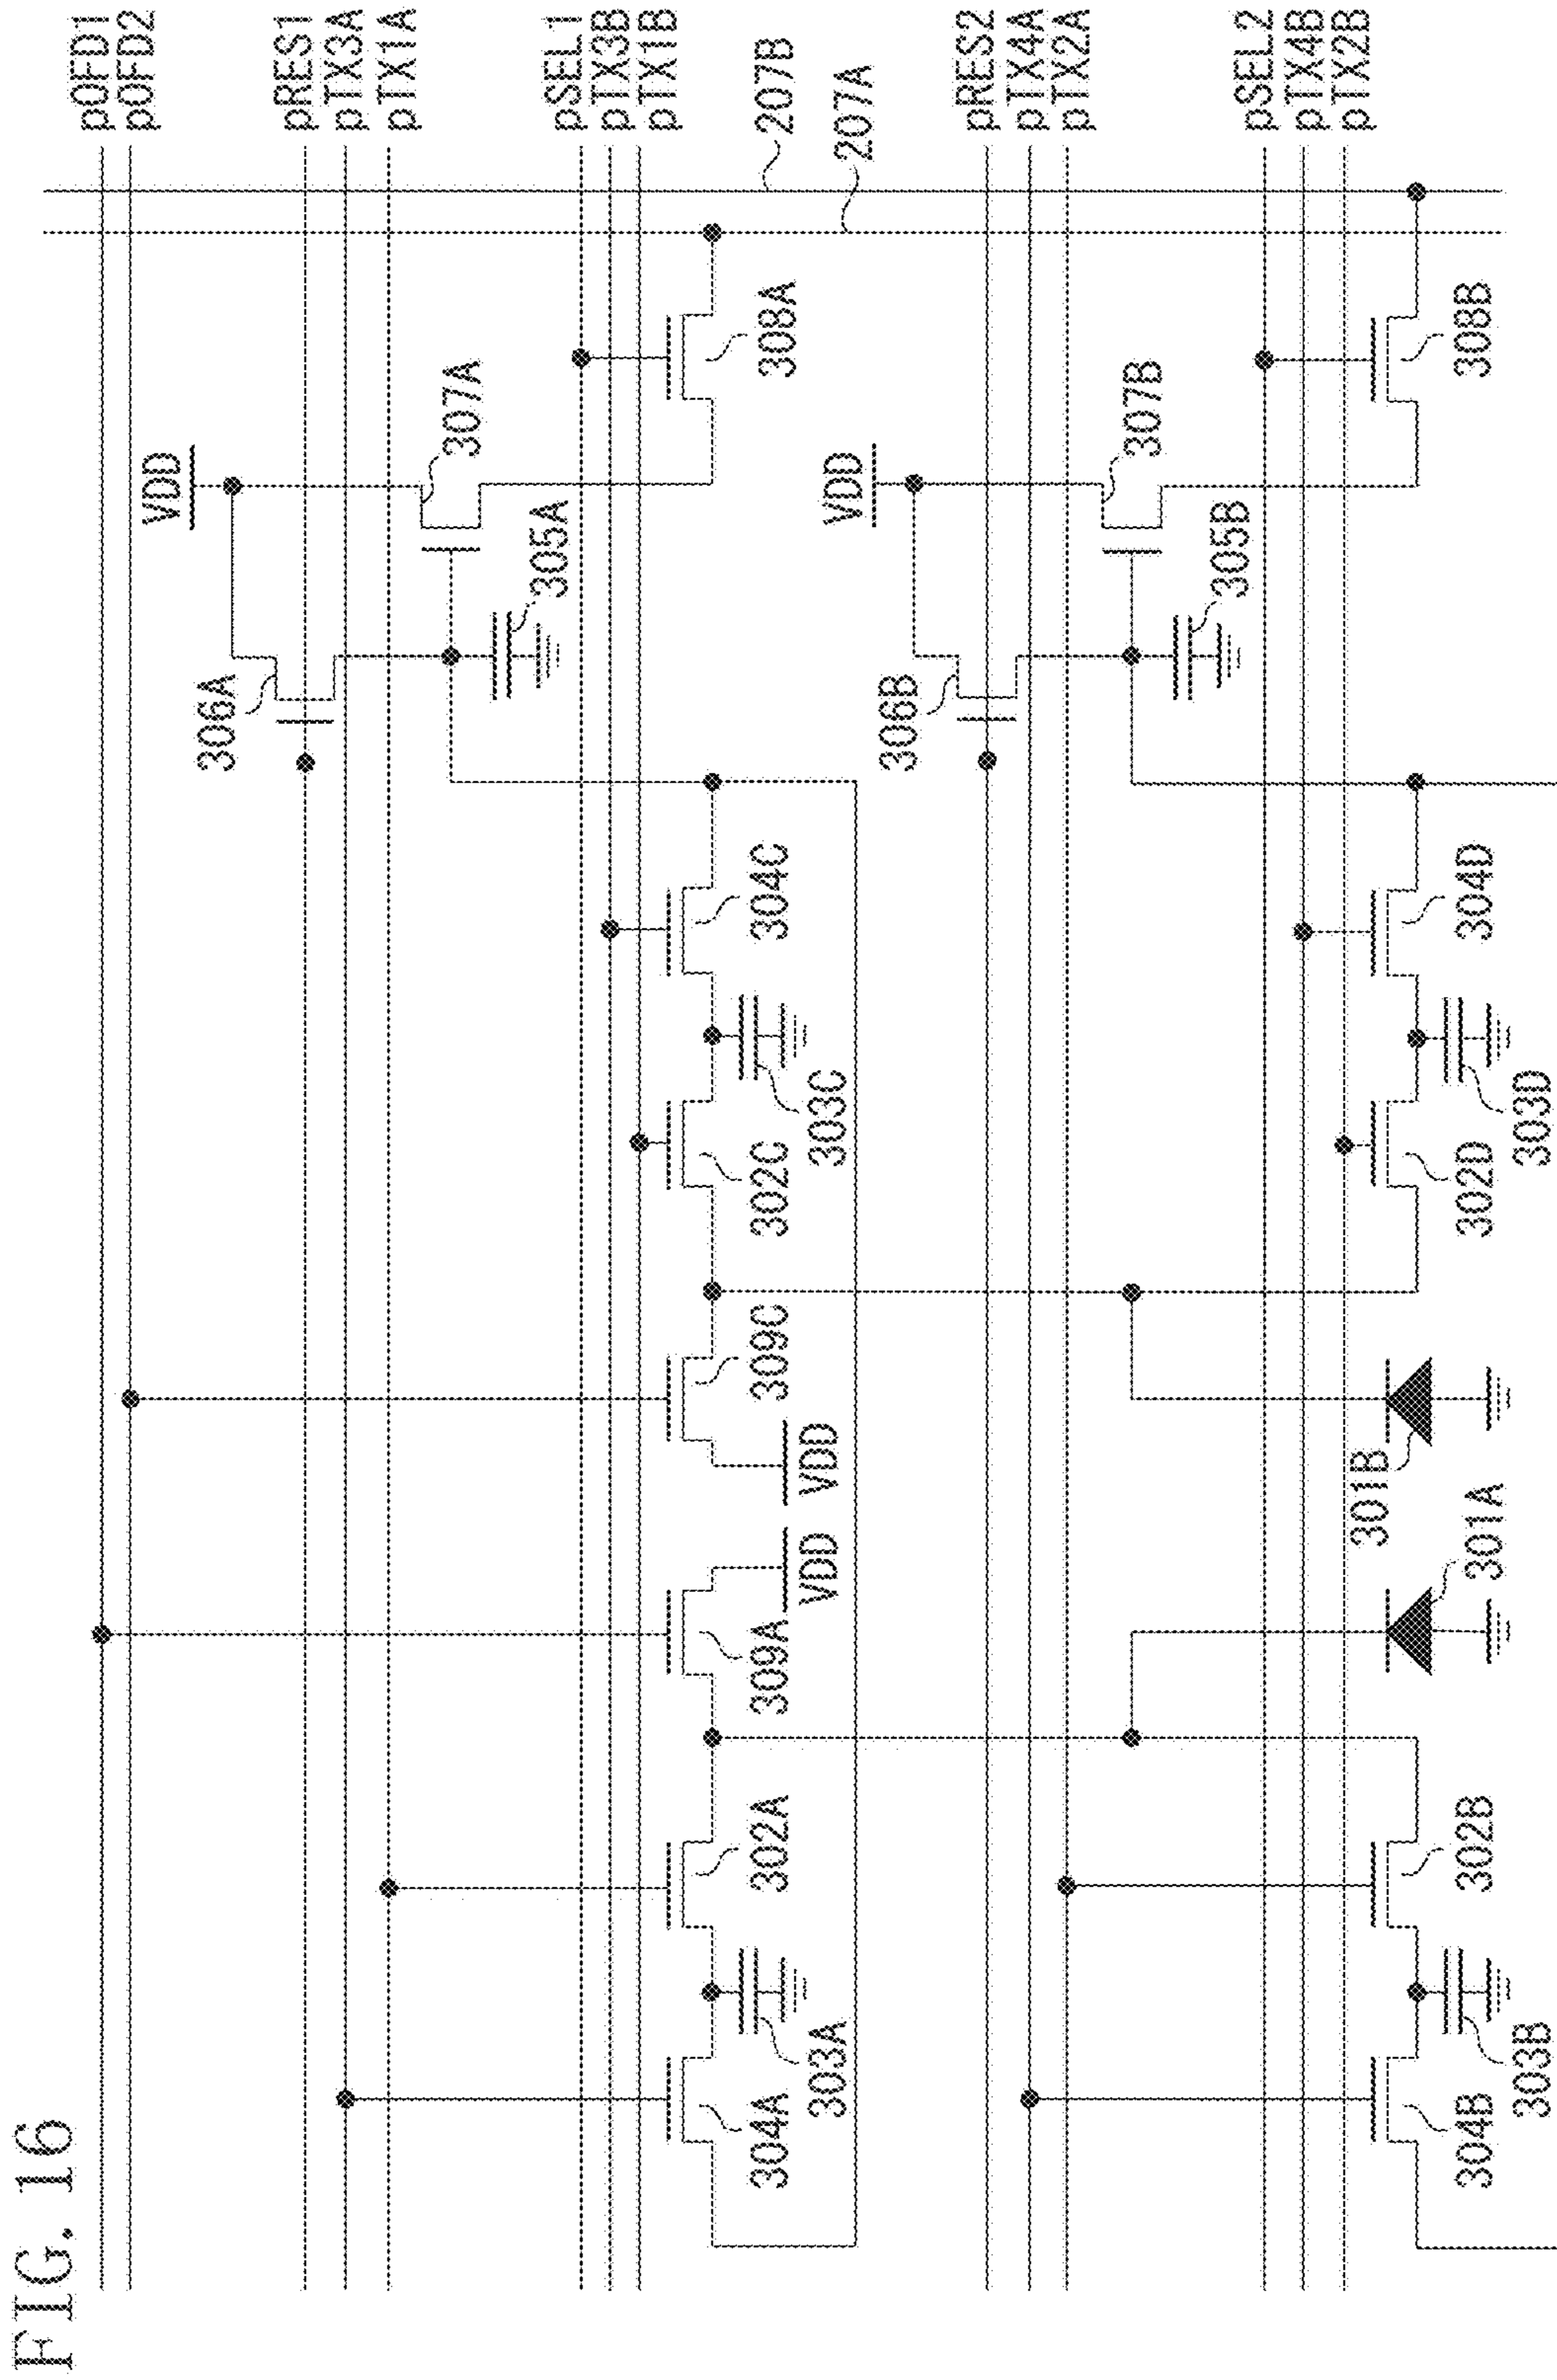 FIG. 16
pOFD1
pOFD2
pRES1
pTX3A
pTX1A
pSEL1
pTX3B
pTX1B
207B
207A
pRES2
pTX4A
pTX2A
pSEL2
pTX4B
pTX2B
VDD
306A
307A
305A
308A
304A
303A
302A
309A
VDD
VDD
309C
302C
303C
304C
VDD
306B
307B
305B
308B
304B
303B
302B
301A
301B
302D
303D
304D